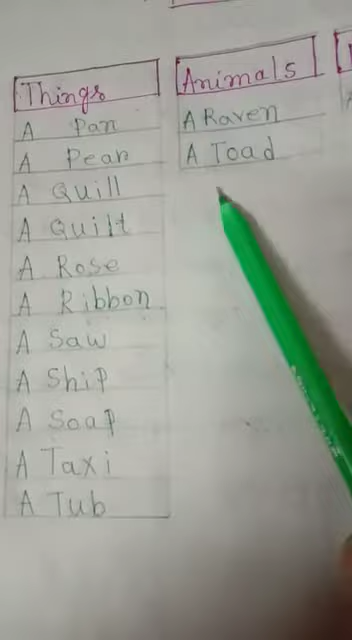 Things
A Pan
A Pear
A Quill
A Quilt
A Rose
A Ribbon
A Saw
A Ship
A Soap
A Taxi
A Tub
Animals
A Raven
A Toad